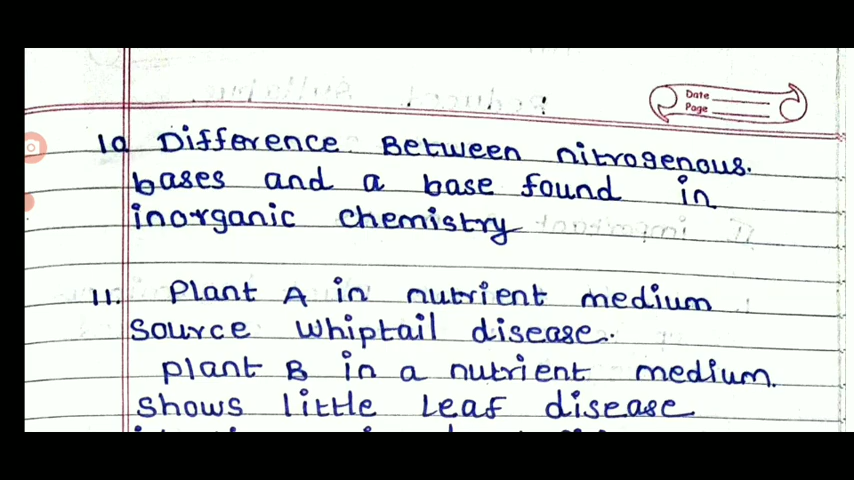 Date
Page
10 Difference Between nitrogenous.
bases and a base found in
inorganic chemistry
11. Plant A in nutrient medium
source whiptail disease.
plant B in a nutrient medium.
shows little leaf disease